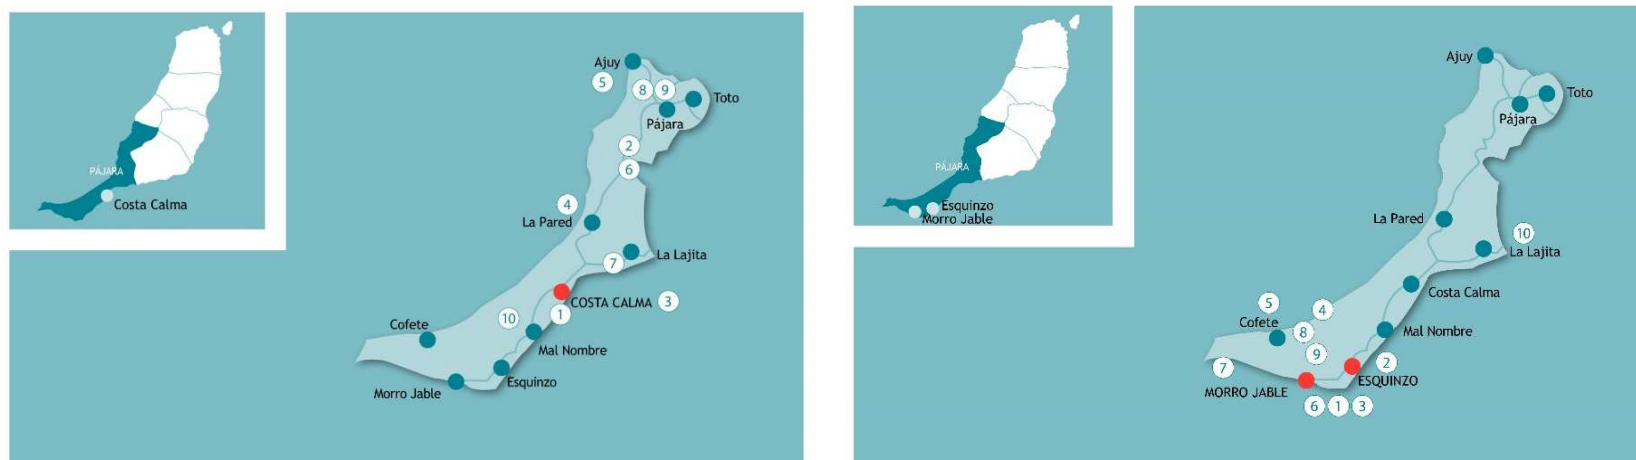 PÁJARA
Costa Calma
Ajuy
5
8
9
Toto
Pájara
2
6
4
La Pared
La Lajita
7
COSTA CALMA
3
1
10
Cofete
Mal Nombre
Esquinzo
Morro Jable
PÁJARA
Esquinzo
Morro Jable
Ajuy
Toto
Pájara
La Pared
10
La Lajita
Costa Calma
5
4
Cofete
8
Mal Nombre
9
2
7
ESQUINZO
MORRO JABLE
6
1
3